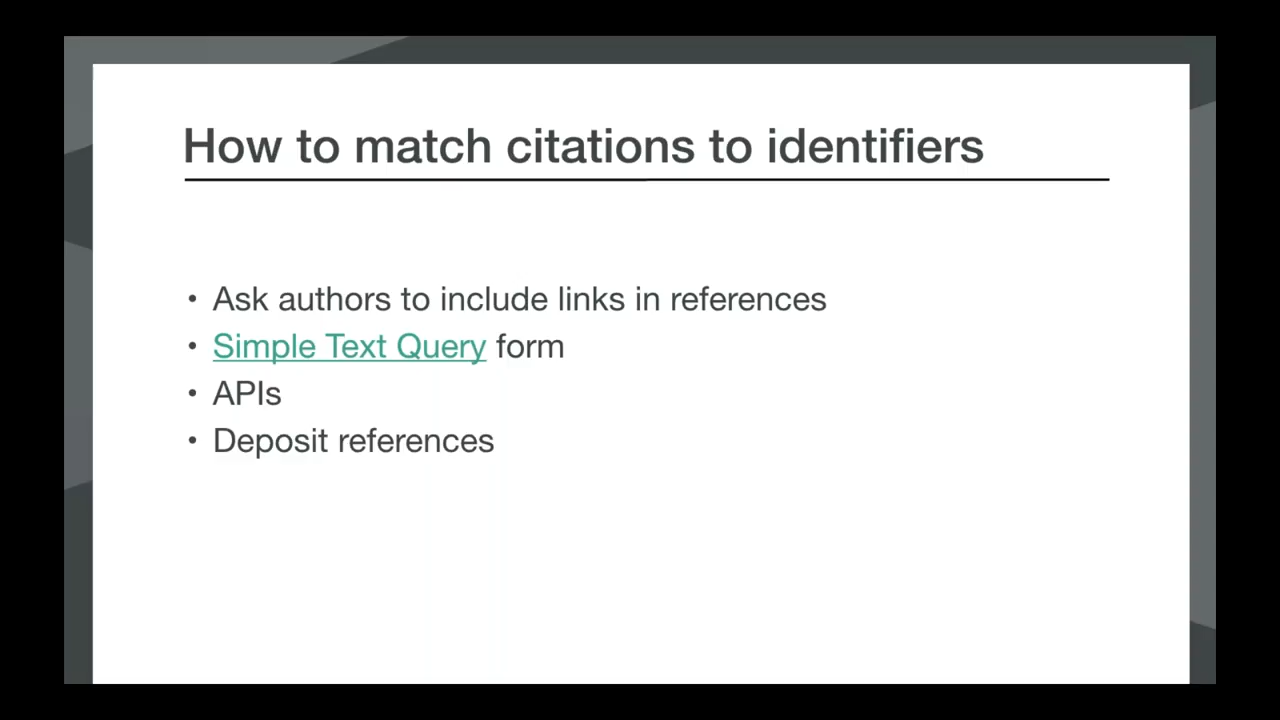 How to match citations to identifiers
• Ask authors to include links in references
• Simple Text Query form
• APIs
• Deposit references